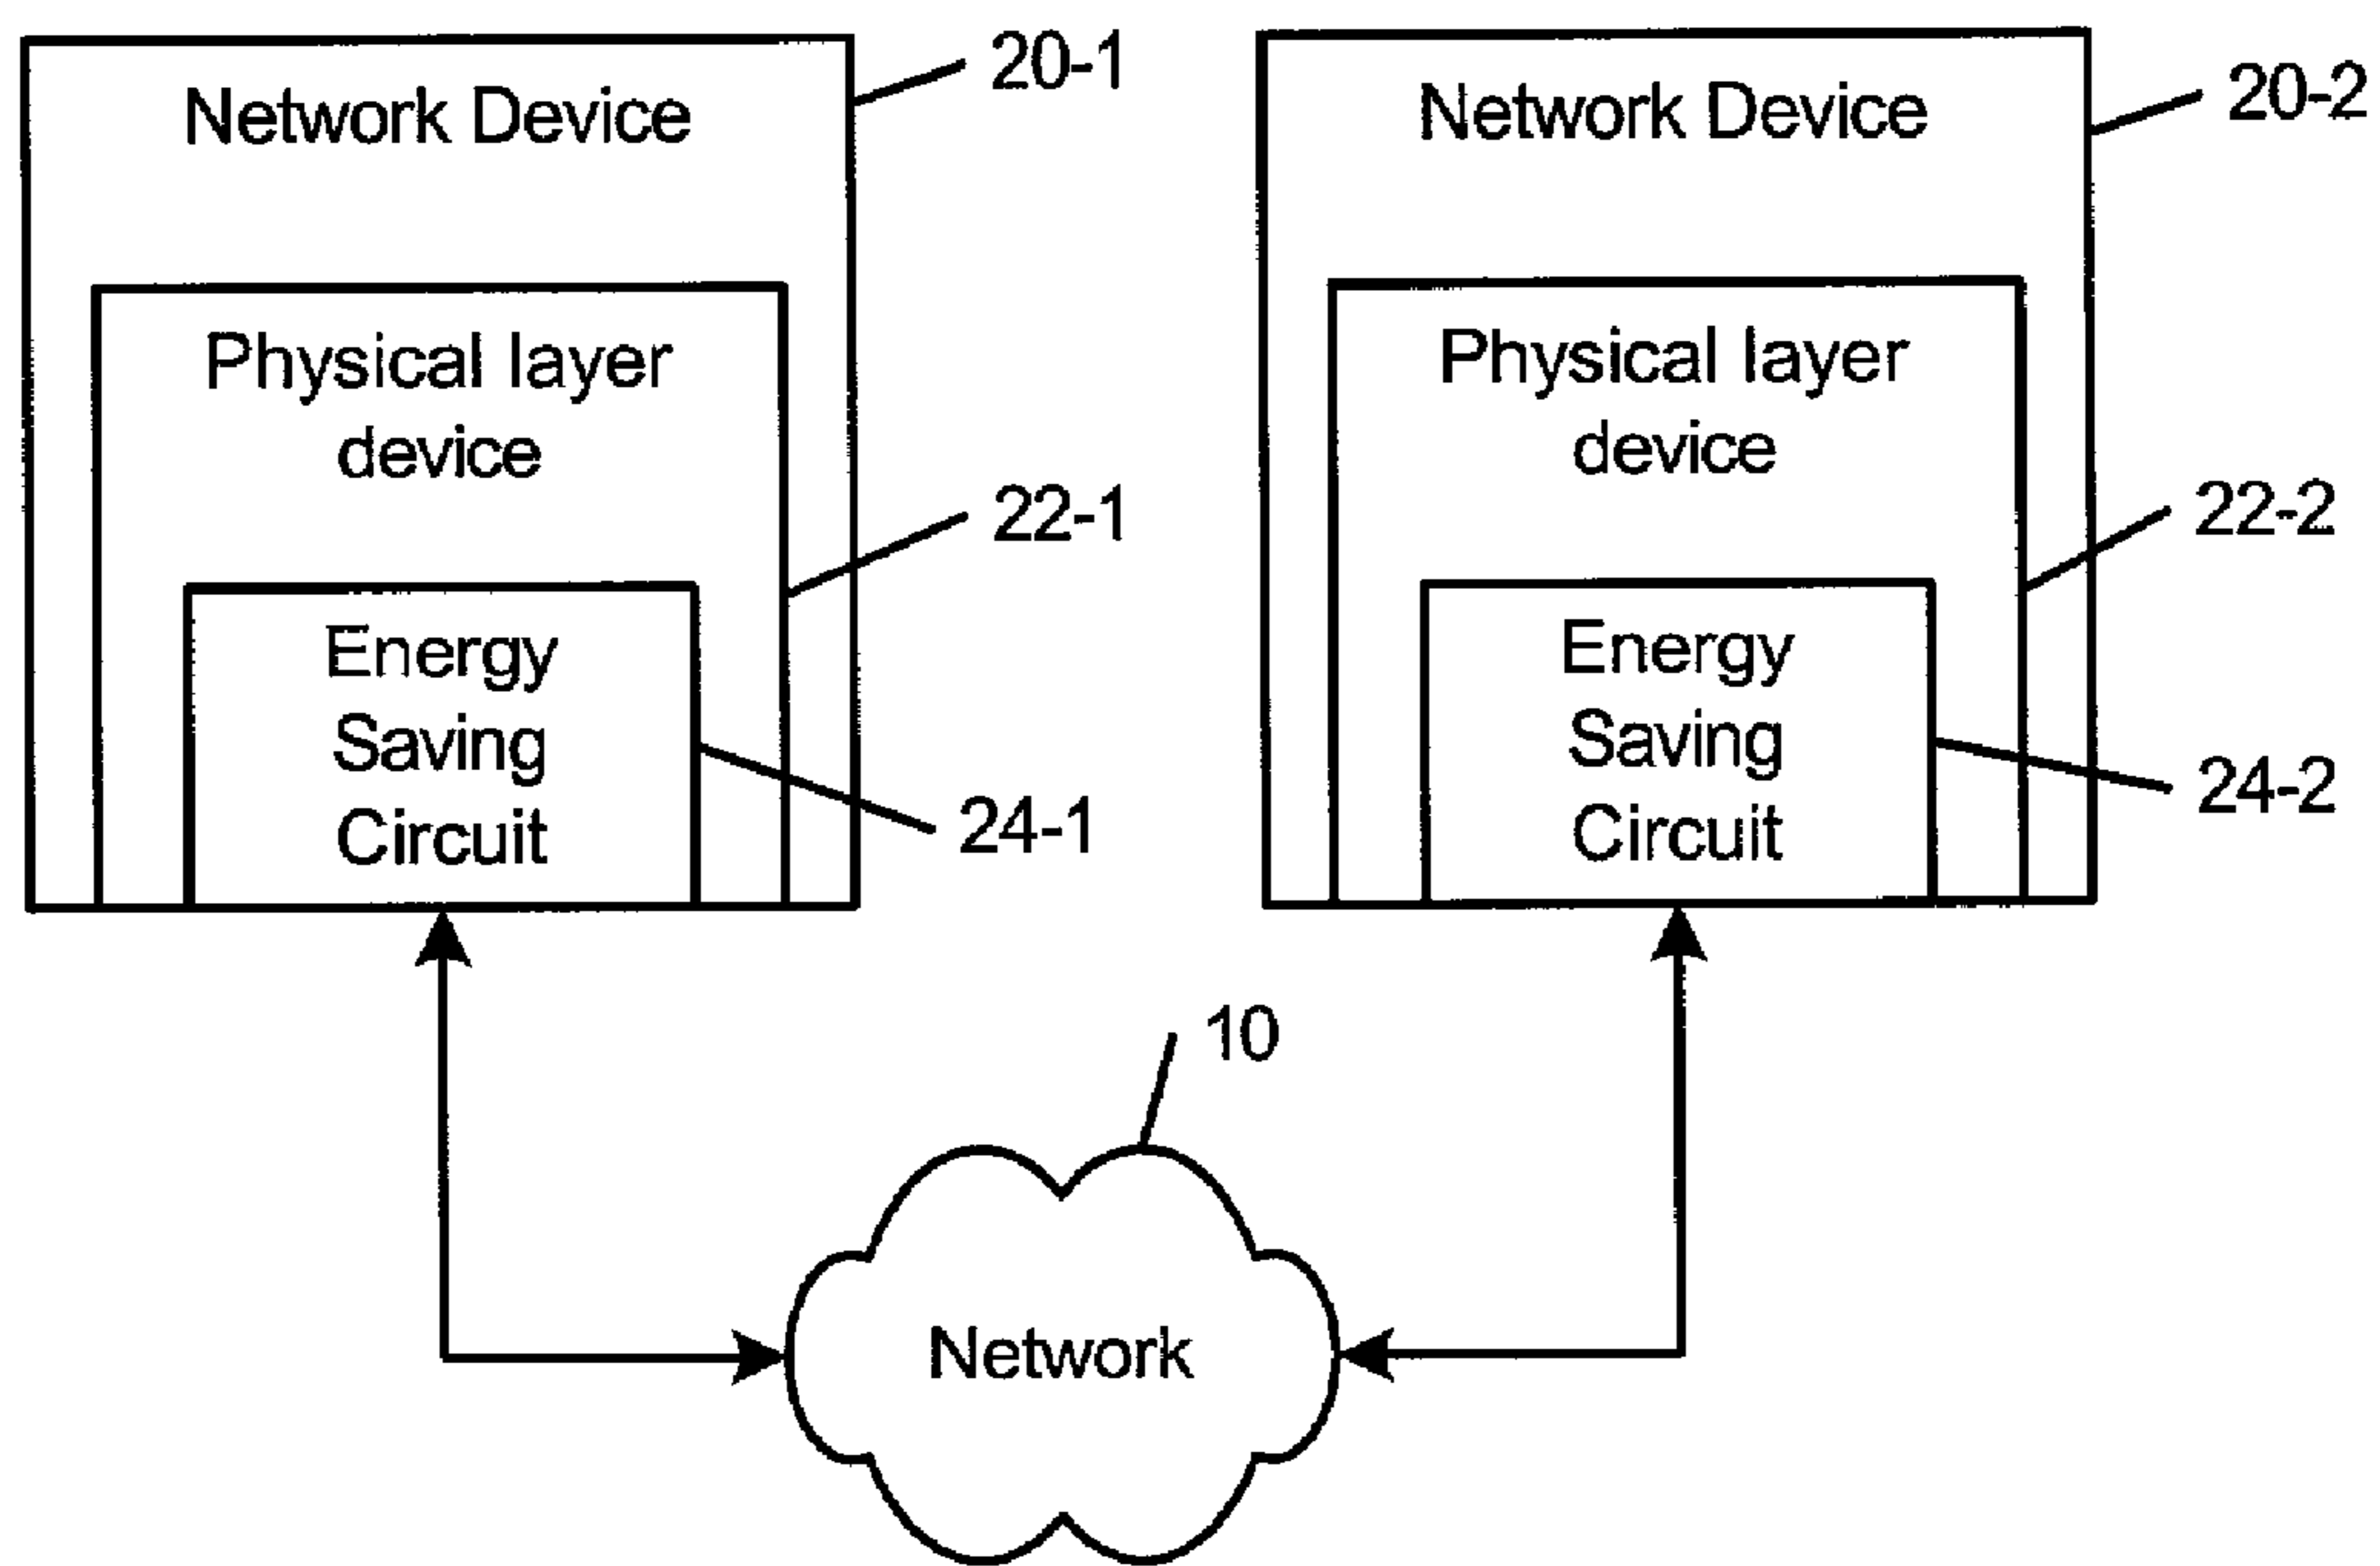 Network Device
20-1
Physical layer
device
22-1
Energy
Saving
Circuit
24-1
Network Device
20-2
Physical layer
device
22-2
Energy
Saving
Circuit
24-2
10
Network